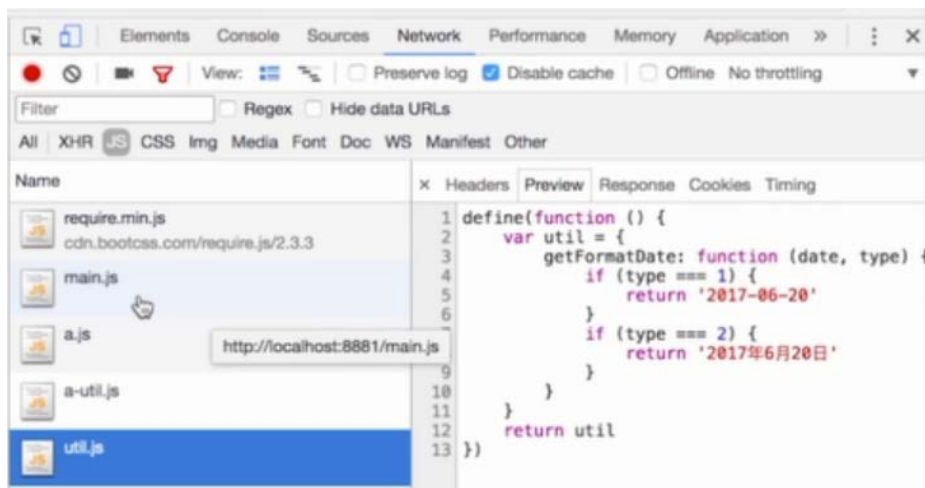 Elements Console Sources Network Performance Memory Application »
View: Preserve log Disable cache Offline No throttling
Filter Regex Hide data URLs
All XHR JS CSS Img Media Font Doc WS Manifest Other
Name
require.min.js
cdn.bootcss.com/require.js/2.3.3
main.js
a.js
http://localhost:8881/main.js
a-util.js
util.js
× Headers Preview Response Cookies Timing
1 define(function () {
2 var util = {
3 getFormatDate: function (date, type) {
4 if (type === 1) {
5 return '2017-06-20'
6 }
if (type === 2) {
return '2017年6月20日'
9 }
10 }
11 }
12 return util
13 })